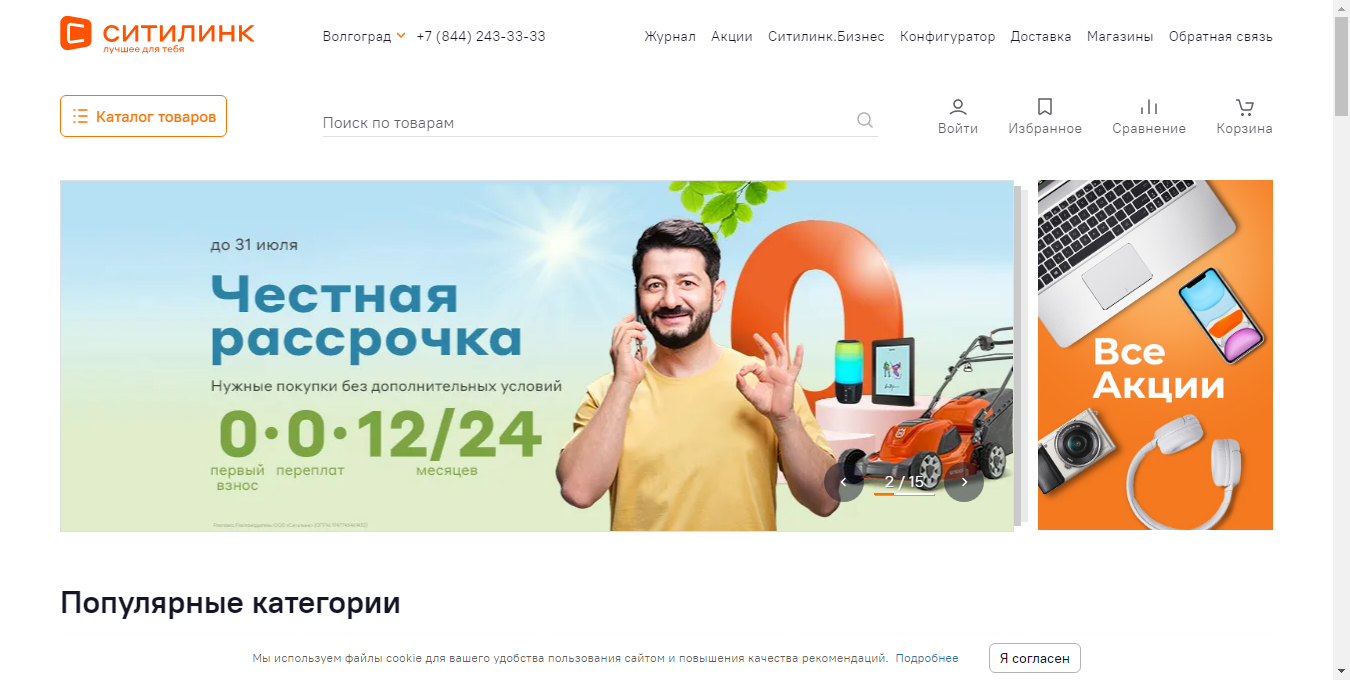 СИТИЛИНК
лучшее для тебя
Волгоград
+7 (844) 243-33-33
Журнал
Акции
Ситилинк.Бизнес
Конфигуратор
Доставка
Магазины
Обратная связь
Каталог товаров
Поиск по товарам
Войти
Избранное
Сравнение
Корзина
до 31 июля
Честная
рассрочка
Нужные покупки без дополнительных условий
0·0·12/24
первый
взнос
переплат
месяцев
2 / 15
Все
Акции
Популярные категории
Мы используем файлы cookie для вашего удобства пользования сайтом и повышения качества рекомендаций. Подробнее
Я согласен